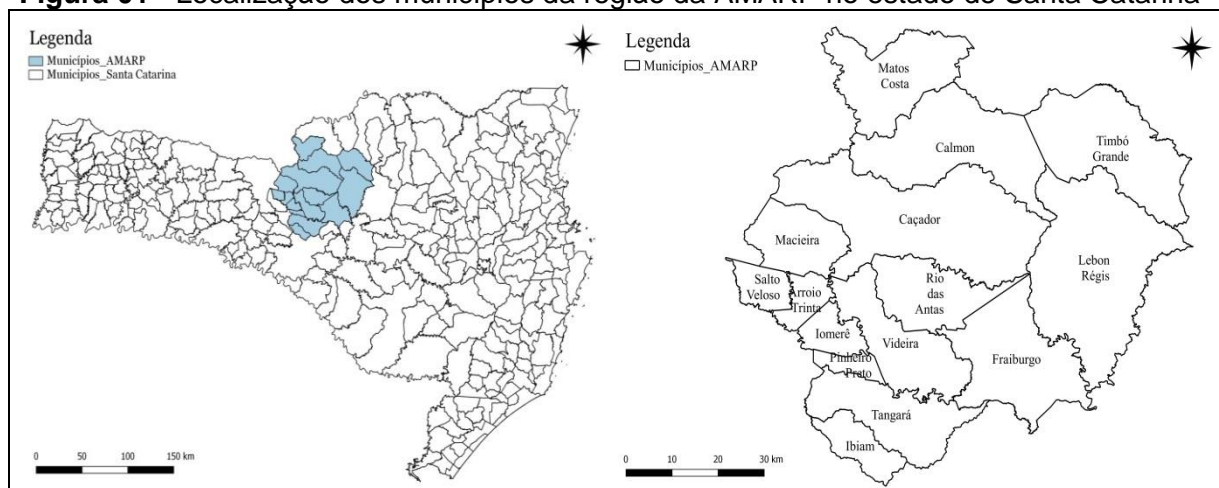 Figura 01 - Localização dos municípios da região da AMARP no estado de Santa Catarina
Legenda
Municípios_AMARP
Municípios_Santa Catarina
0 50 100 150 km
Legenda
Municípios_AMARP
Matos
Costa
Calmon
Timbó
Grande
Caçador
Macieira
Lebon
Régis
Salto
Veloso
Arroio
Trinta
Rio
das
Antas
Iomerê
Videira
Fraiburgo
Pinheiro
Prato
Tangará
Ibiam
0 10 20 30 km